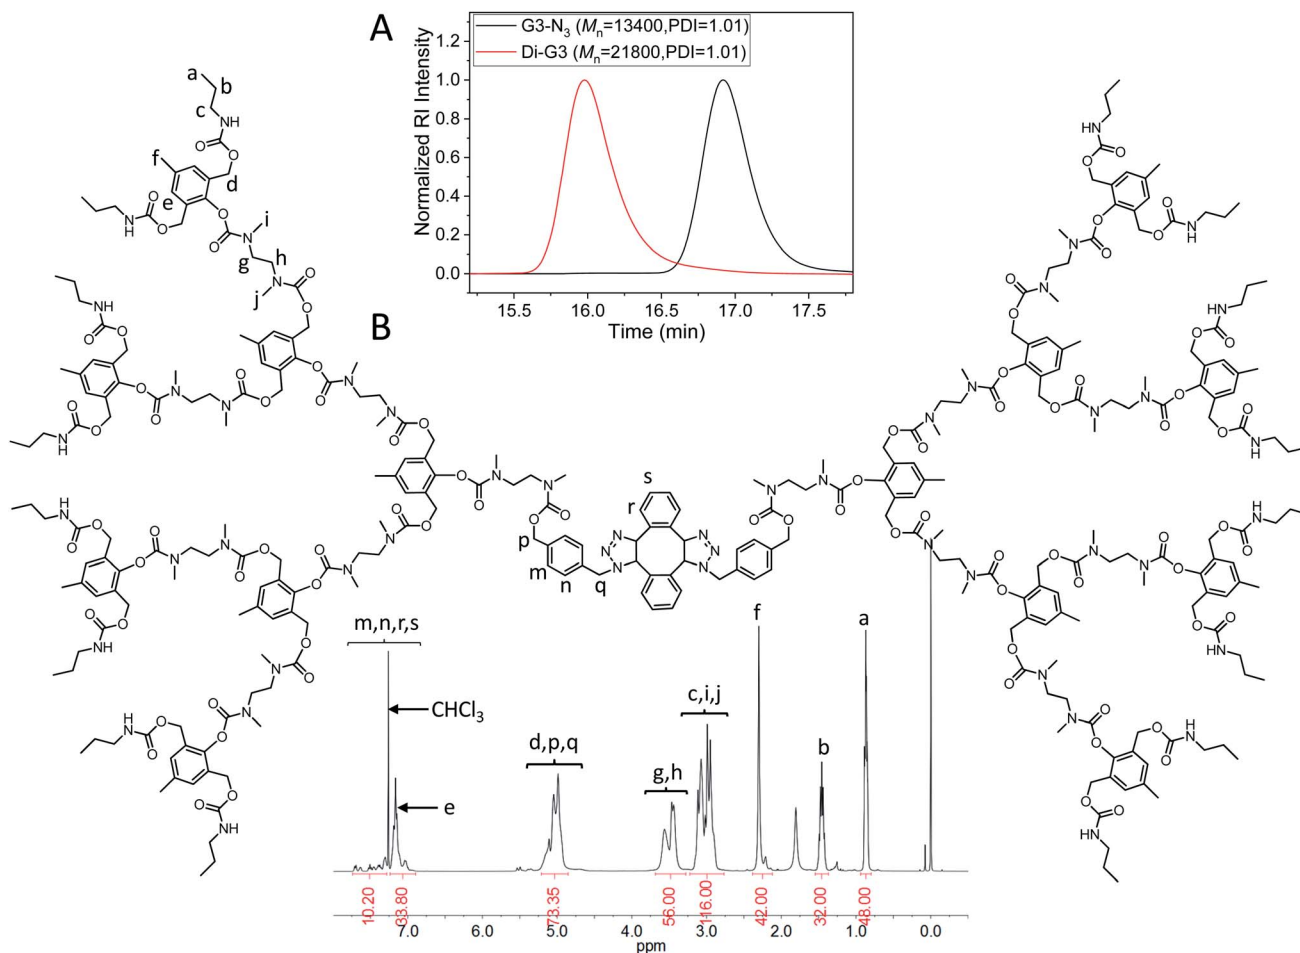 A
G3-N3 (Mn=13400,PDI=1.01)
Di-G3 (Mn=21800,PDI=1.01)
Normalized RI Intensity
1.2
1.0
0.8
0.6
0.4
0.2
0.0
15.5 16.0 16.5 17.0 17.5
Time (min)
B
a
b
c
d
e
f
g
h
i
j
s
r
p
m
n
q
m,n,r,s
CHCl3
e
d,p,q
g,h
c,i,j
f
b
a
10.20
33.80
73.35
56.00
116.00
42.00
32.00
48.00
7.0 6.0 5.0 4.0 3.0 2.0 1.0 0.0
ppm